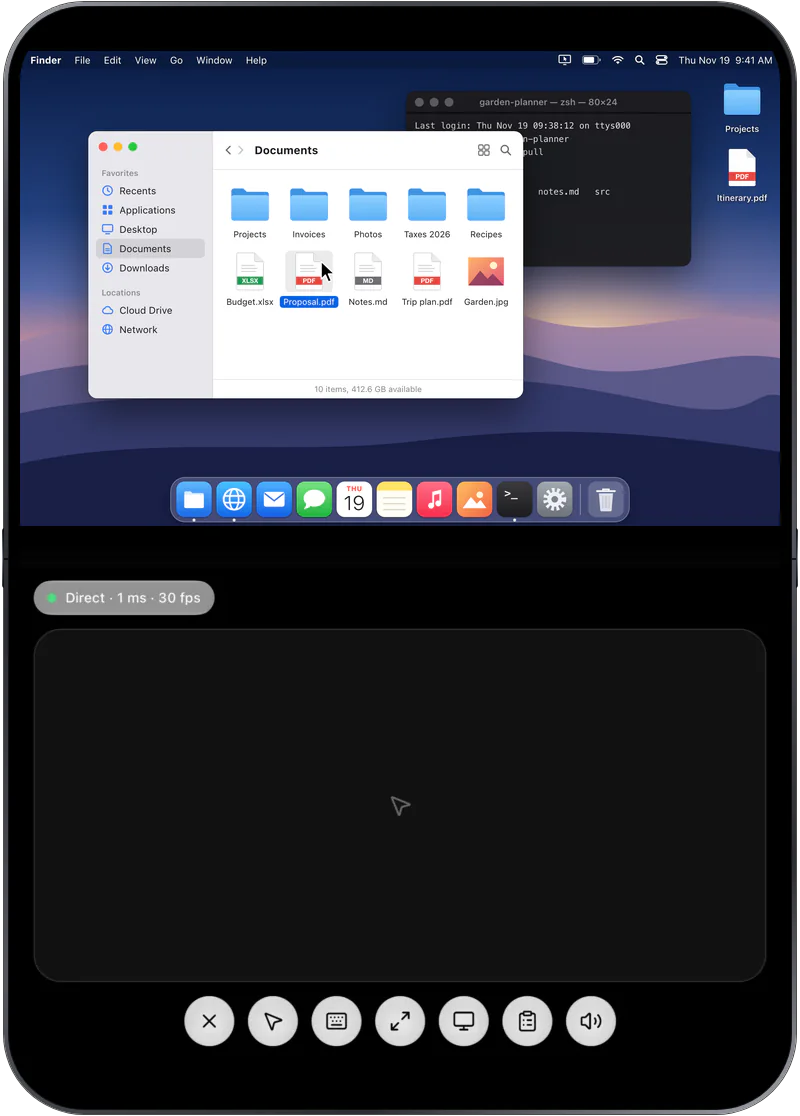 Finder File Edit View Go Window Help Thu Nov 19 9:41 AM
garden-planner — zsh — 80×24
Last login: Thu Nov 19 09:38:12 on ttys000
n-planner
pull
notes.md src
Projects
Itinerary.pdf
PDF
Documents
Favorites
Recents
Applications
Desktop
Documents
Downloads
Locations
Cloud Drive
Network
Projects Invoices Photos Taxes 2026 Recipes
XLSX PDF MD PDF
Budget.xlsx Proposal.pdf Notes.md Trip plan.pdf Garden.jpg
10 items, 412.6 GB available
THU
19
>_
Direct · 1 ms · 30 fps